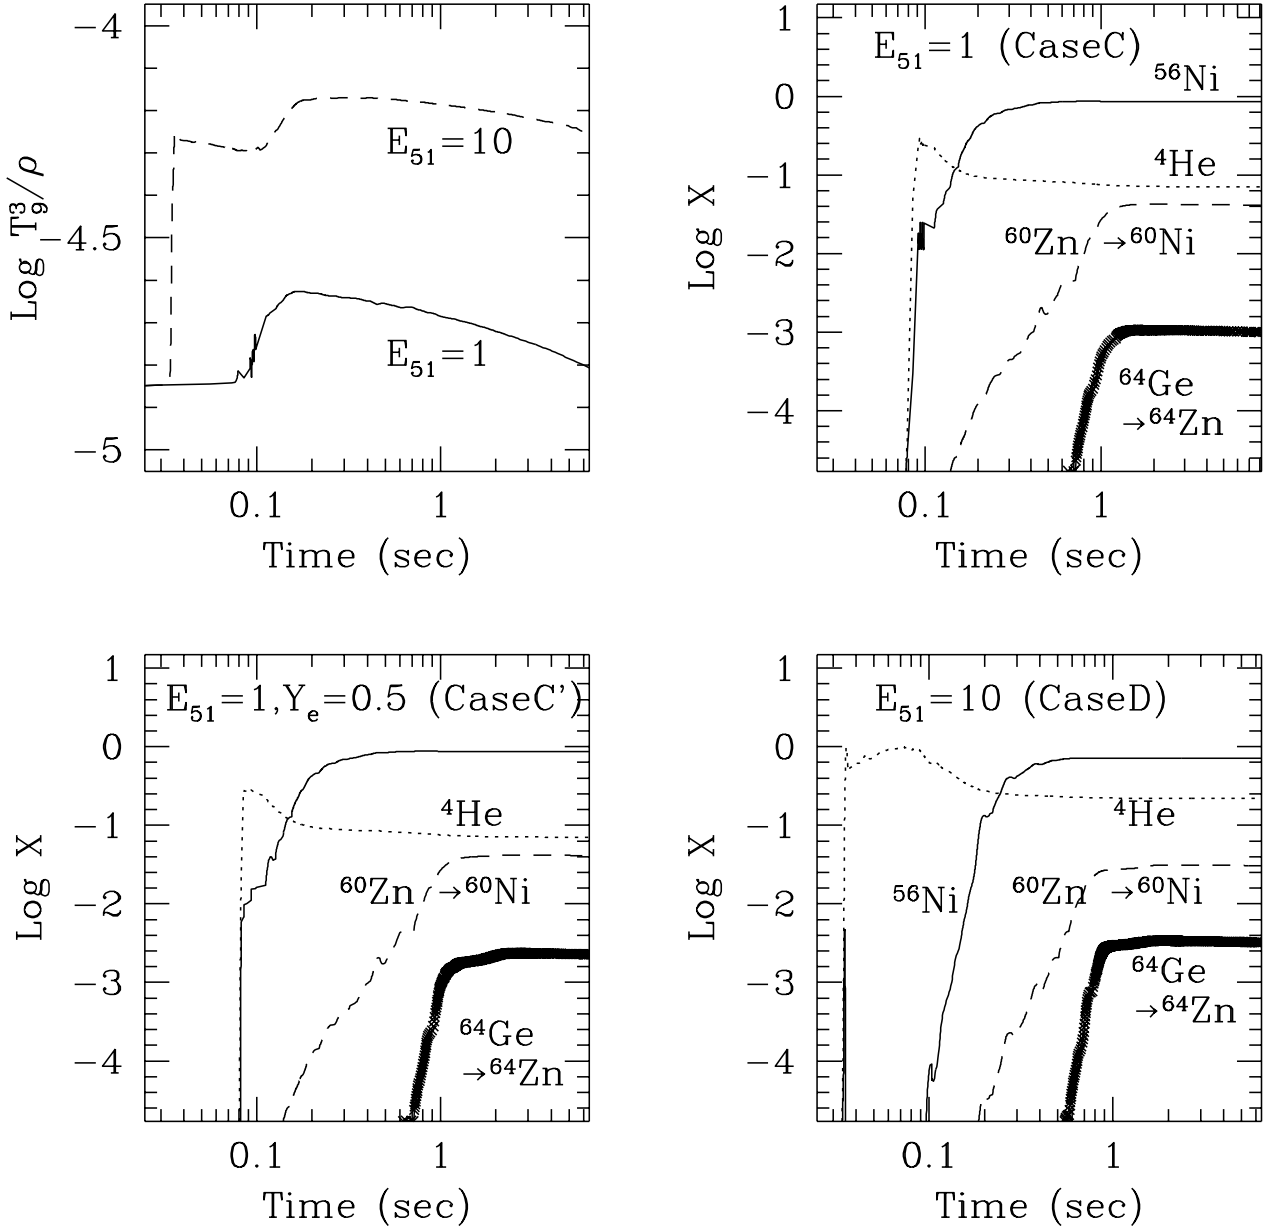 −4
−4.5
−5
Log T₉³/ρ
E₅₁=10
E₅₁=1
0.1
1
Time (sec)
1
0
−1
−2
−3
−4
Log X
E₅₁=1 (CaseC)
⁵⁶Ni
⁴He
⁶⁰Zn →⁶⁰Ni
⁶⁴Ge
→⁶⁴Zn
0.1
1
Time (sec)
1
0
−1
−2
−3
−4
Log X
E₅₁=1,Yₑ=0.5 (CaseC')
⁴He
⁶⁰Zn →⁶⁰Ni
⁶⁴Ge
→⁶⁴Zn
0.1
1
Time (sec)
1
0
−1
−2
−3
−4
Log X
E₅₁=10 (CaseD)
⁴He
⁵⁶Ni
⁶⁰Zn →⁶⁰Ni
⁶⁴Ge
→⁶⁴Zn
0.1
1
Time (sec)